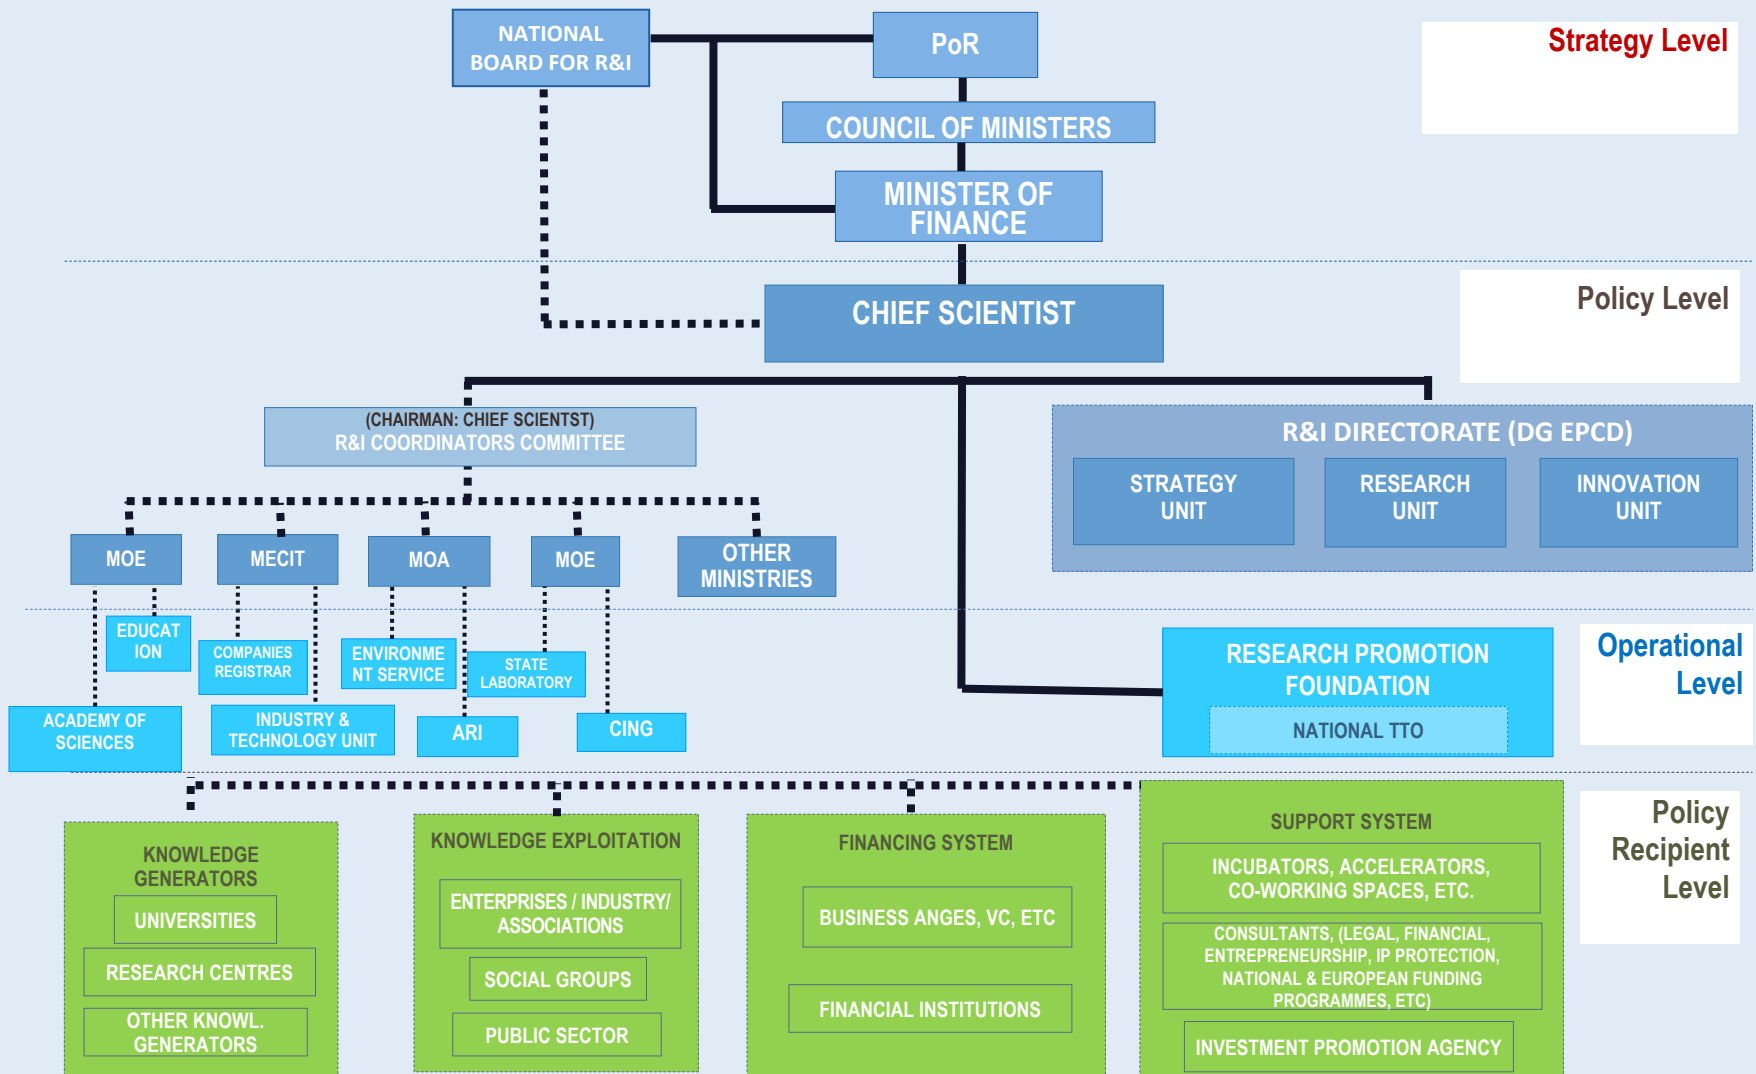 NATIONAL
BOARD FOR R&I
PoR
Strategy Level
COUNCIL OF MINISTERS
MINISTER OF
FINANCE
CHIEF SCIENTIST
Policy Level
(CHAIRMAN: CHIEF SCIENTST)
R&I COORDINATORS COMMITTEE
R&I DIRECTORATE (DG EPCD)
STRATEGY
UNIT
RESEARCH
UNIT
INNOVATION
UNIT
MOE
MECIT
MOA
MOE
OTHER
MINISTRIES
EDUCAT
ION
COMPANIES
REGISTRAR
ENVIRONME
NT SERVICE
STATE
LABORATORY
ACADEMY OF
SCIENCES
INDUSTRY &
TECHNOLOGY UNIT
ARI
CING
RESEARCH PROMOTION
FOUNDATION
NATIONAL TTO
Operational
Level
KNOWLEDGE
GENERATORS
UNIVERSITIES
RESEARCH CENTRES
OTHER KNOWL.
GENERATORS
KNOWLEDGE EXPLOITATION
ENTERPRISES / INDUSTRY/
ASSOCIATIONS
SOCIAL GROUPS
PUBLIC SECTOR
FINANCING SYSTEM
BUSINESS ANGES, VC, ETC
FINANCIAL INSTITUTIONS
SUPPORT SYSTEM
INCUBATORS, ACCELERATORS,
CO-WORKING SPACES, ETC.
CONSULTANTS, (LEGAL, FINANCIAL,
ENTREPRENEURSHIP, IP PROTECTION,
NATIONAL & EUROPEAN FUNDING
PROGRAMMES, ETC)
INVESTMENT PROMOTION AGENCY
Policy
Recipient
Level